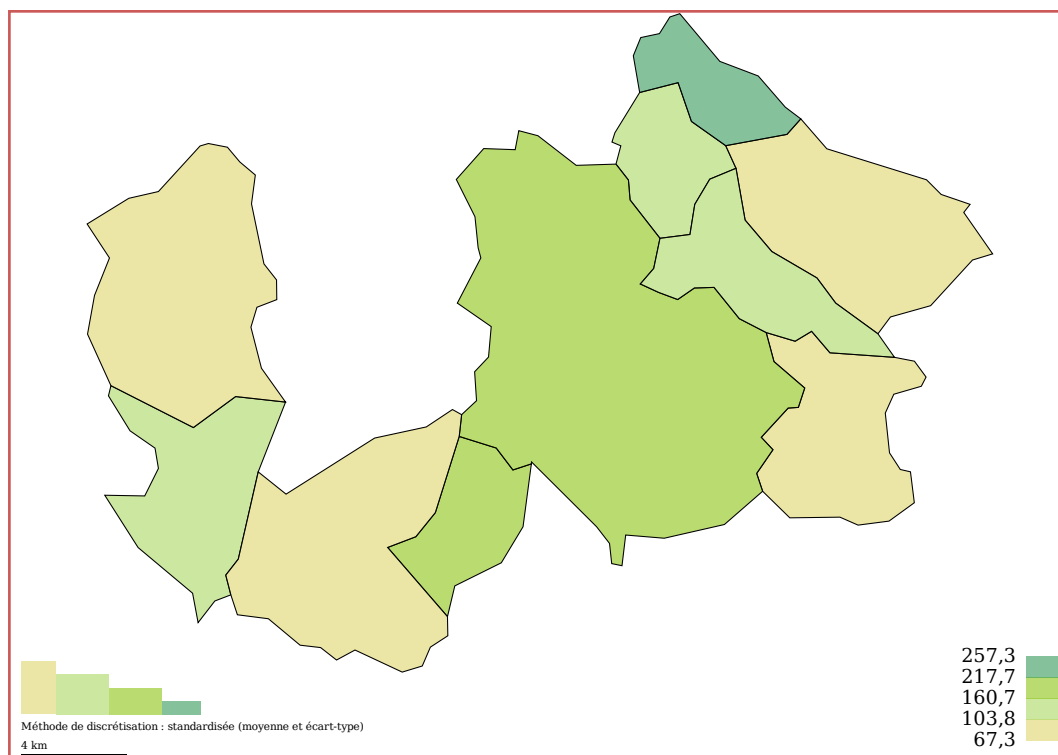 257,3
217,7
160,7
103,8
67,3
Méthode de discrétisation : standardisée (moyenne et écart-type)
4 km